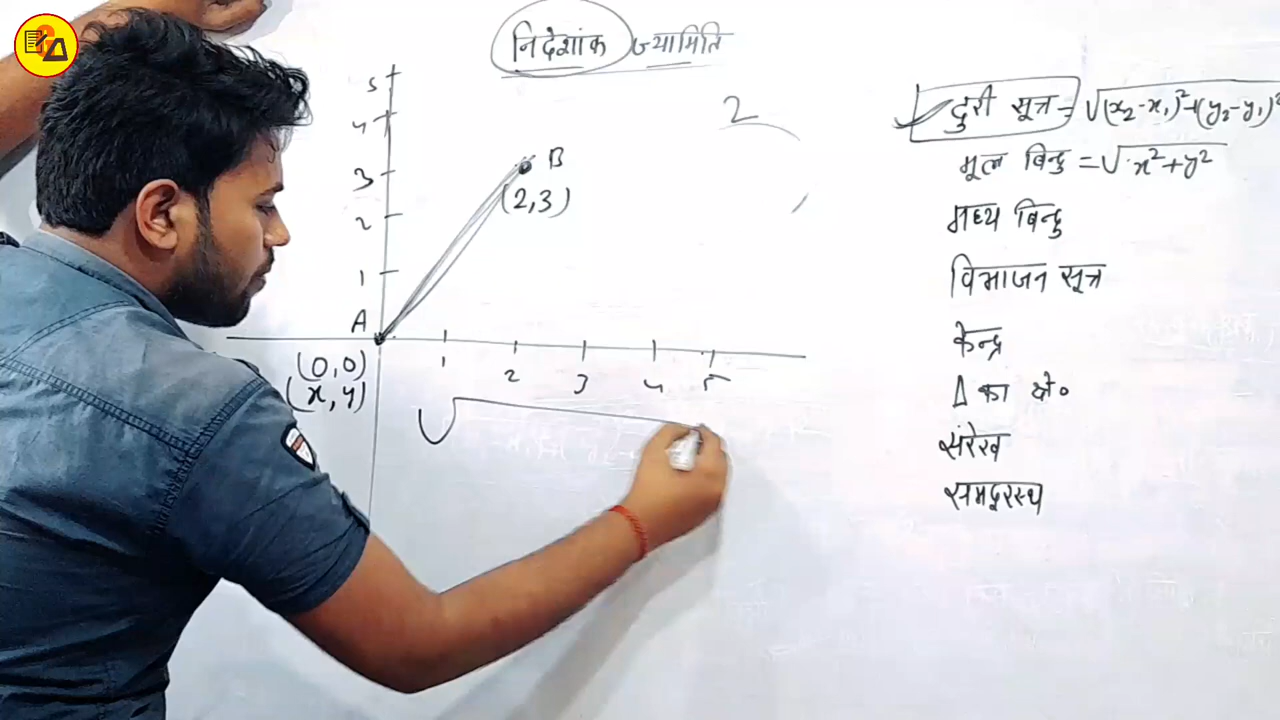 निदेशांक ज्यामिति
5
4
3
2
1
A
(0,0)
(x,y)
B
(2,3)
1 2 3 4 5
√
2
दुरी सूत्र = √(x₂-x₁)²+(y₂-y₁)²
मूल बिन्दु = √x²+y²
मध्य बिन्दु
विभाजन सूत्र
केन्द्र
Δ का क्षे०
संरेख
समदूरस्थ